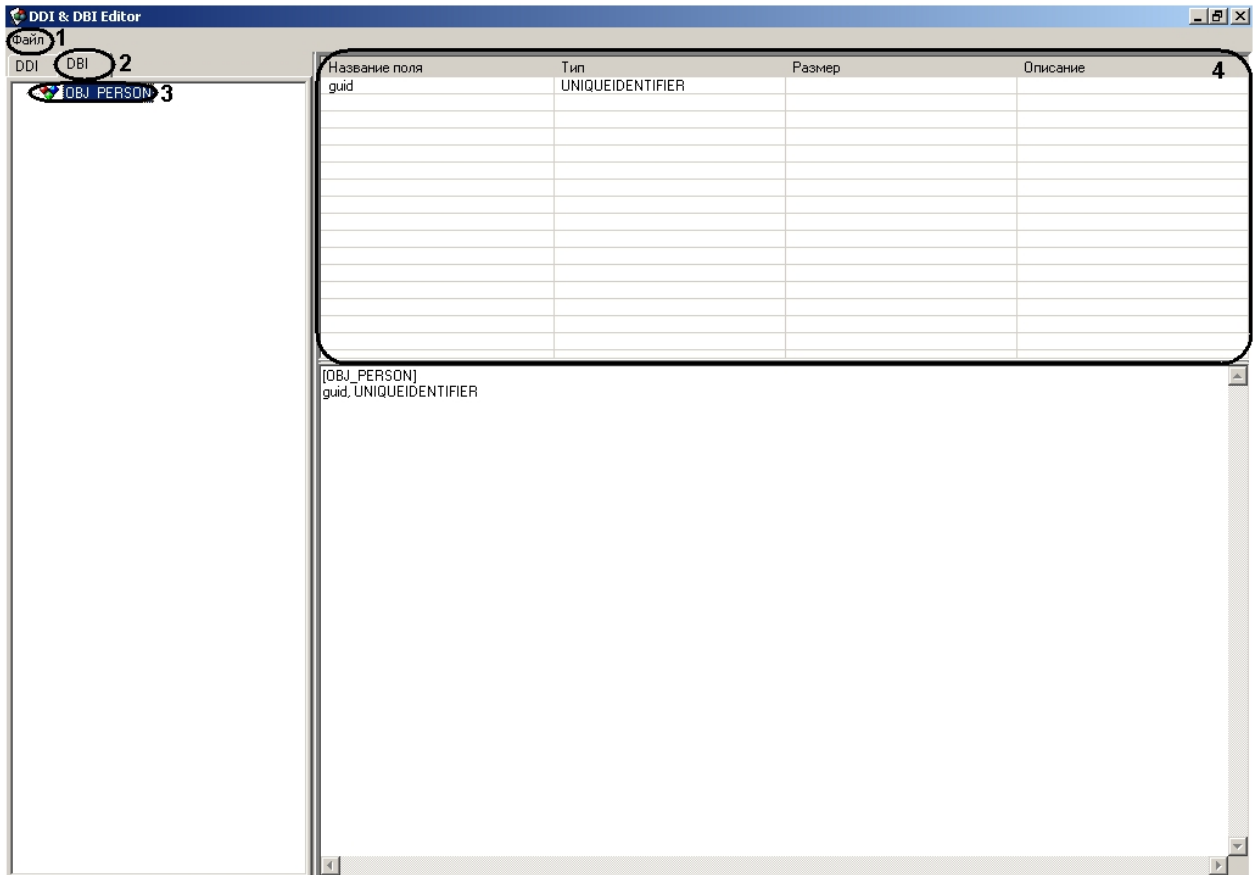 DDI & DBI Editor
Файл 1
DDI DBI 2
OBJ_PERSON 3
Название поля Тип Размер Описание 4
guid UNIQUEIDENTIFIER
[OBJ_PERSON]
guid, UNIQUEIDENTIFIER